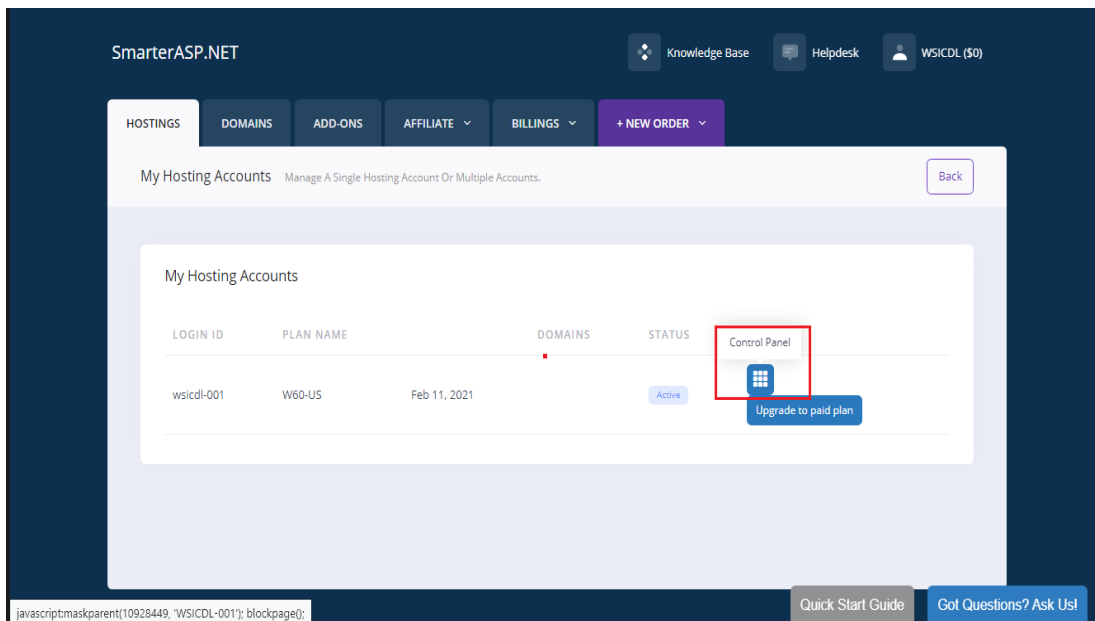 SmarterASP.NET
Knowledge Base
Helpdesk
WSICDL ($0)
HOSTINGS
DOMAINS
ADD-ONS
AFFILIATE
BILLINGS
+ NEW ORDER
My Hosting Accounts
Manage A Single Hosting Account Or Multiple Accounts.
Back
My Hosting Accounts
LOGIN ID
PLAN NAME
DOMAINS
STATUS
Control Panel
wsicdl-001
W60-US
Feb 11, 2021
Active
Upgrade to paid plan
Quick Start Guide
Got Questions? Ask Us!
javascript:maskparent(10928449, 'WSICDL-001'); blockpage();